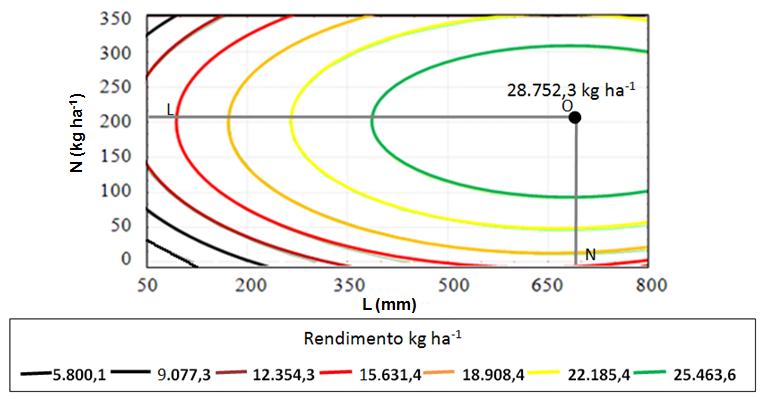 350
300
250
200
150
100
50
0
N (kg ha-1)
28.752,3 kg ha-1
L
O
N
50 200 350 500 650 800
L (mm)
Rendimento kg ha-1
5.800,1 9.077,3 12.354,3 15.631,4 18.908,4 22.185,4 25.463,6